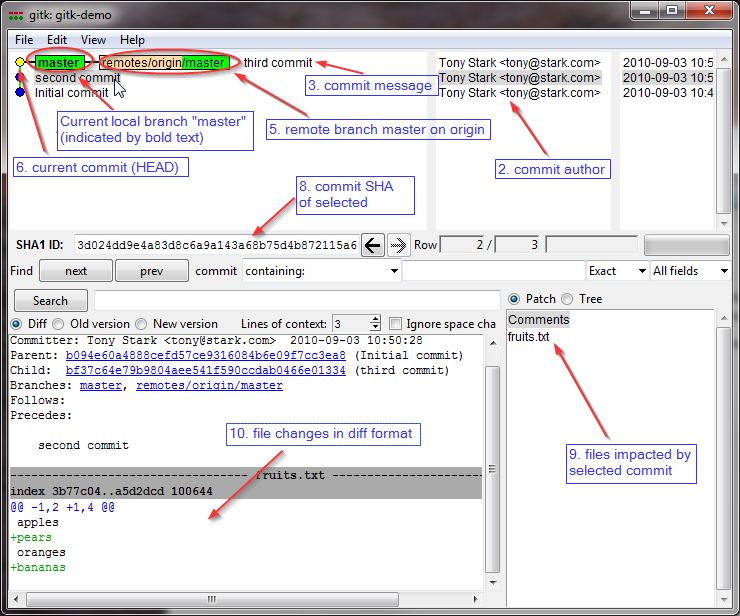 gitk: gitk-demo
File Edit View Help
master remotes/origin/master third commit
second commit
Initial commit
Tony Stark <tony@stark.com> 2010-09-03 10:5
Tony Stark <tony@stark.com> 2010-09-03 10:5
Tony Stark <tony@stark.com> 2010-09-03 10:4
3. commit message
Current local branch "master"
(indicated by bold text)
5. remote branch master on origin
6. current commit (HEAD)
2. commit author
8. commit SHA
of selected
SHA1 ID: 3d024dd9e4a83d8c6a9a143a68b75d4b872115a6 Row 2 / 3
Find next prev commit containing: Exact All fields
Search
Diff Old version New version Lines of context: 3 Ignore space cha
Patch Tree
Committer: Tony Stark <tony@stark.com> 2010-09-03 10:50:28
Parent: b094e60a4888cefd57ce9316084b6e09f7cc3ea8 (Initial commit)
Child: bf37c64e79b9804aee541f590ccdab0466e01334 (third commit)
Branches: master, remotes/origin/master
Follows:
Precedes:
second commit
10. file changes in diff format
-------------------------------- fruits.txt --------------------------------
index 3b77c04..a5d2dcd 100644
@@ -1,2 +1,4 @@
apples
+pears
oranges
+bananas
Comments
fruits.txt
9. files impacted by
selected commit